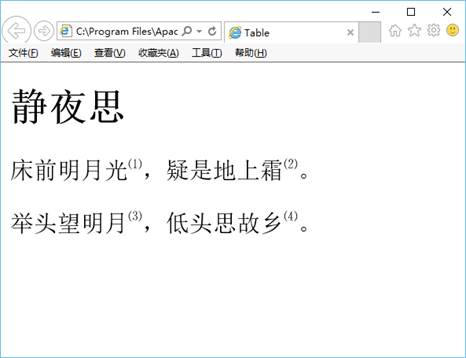 C:\Program Files\Apac
Table
文件(F) 编辑(E) 查看(V) 收藏夹(A) 工具(T) 帮助(H)
静夜思
床前明月光(1)，疑是地上霜(2)。
举头望明月(3)，低头思故乡(4)。